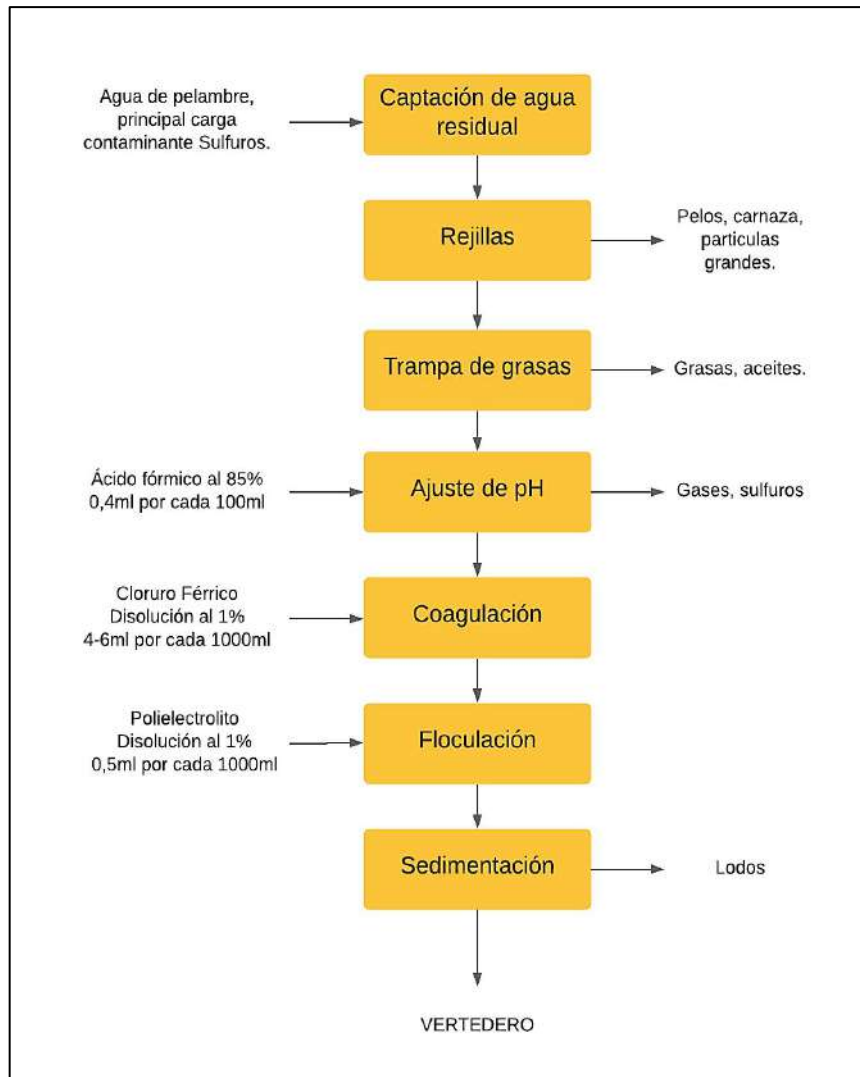 Agua de pelambre,
principal carga
contaminante Sulfuros.
Captación de agua
residual
Rejillas
Pelos, carnaza,
particulas
grandes.
Trampa de grasas
Grasas, aceites.
Ácido fórmico al 85%
0,4ml por cada 100ml
Ajuste de pH
Gases, sulfuros
Cloruro Férrico
Disolución al 1%
4-6ml por cada 1000ml
Coagulación
Polielectrolito
Disolución al 1%
0,5ml por cada 1000ml
Floculación
Sedimentación
Lodos
VERTEDERO